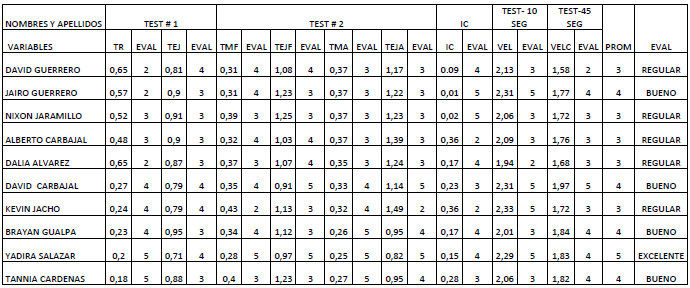 NOMBRES Y APELLIDOS TEST # 1 TEST # 2 IC TEST- 10 SEG TEST-45 SEG
VARIABLES TR EVAL TEJ EVAL TMF EVAL TEJF EVAL TMA EVAL TEJA EVAL IC EVAL VEL EVAL VELC EVAL PROM EVAL
DAVID GUERRERO 0,65 2 0,81 4 0,31 4 1,08 4 0,37 3 1,17 3 0.09 4 2,13 3 1,58 2 3 REGULAR
JAIRO GUERRERO 0,57 2 0,9 3 0,31 4 1,23 3 0,37 3 1,22 3 0,01 5 2,31 5 1,77 4 4 BUENO
NIXON JARAMILLO 0,52 3 0,91 3 0,39 3 1,25 3 0,37 3 1,23 3 0,02 5 2,06 3 1,72 3 3 REGULAR
ALBERTO CARBAJAL 0,48 3 0,9 3 0,32 4 1,03 4 0,37 3 1,39 3 0,36 2 2,09 3 1,76 3 3 REGULAR
DALIA ALVAREZ 0,65 2 0,87 3 0,37 3 1,07 4 0,35 3 1,24 3 0,17 4 1,94 2 1,68 3 3 REGULAR
DAVID CARBAJAL 0,27 4 0,79 4 0,35 4 0,91 5 0,33 4 1,14 5 0,23 3 2,31 5 1,97 5 4 BUENO
KEVIN JACHO 0,24 4 0,79 4 0,43 2 1,13 3 0,32 4 1,49 2 0,36 2 2,33 5 1,72 3 3 REGULAR
BRAYAN GUALPA 0,23 4 0,95 3 0,34 4 1,12 3 0,26 5 0,95 4 0,17 4 2,01 3 1,84 4 4 BUENO
YADIRA SALAZAR 0,2 5 0,71 4 0,28 5 0,97 5 0,25 5 0,82 5 0,15 4 2,29 5 1,83 4 5 EXCELENTE
TANNIA CARDENAS 0,18 5 0,88 3 0,4 3 1,23 3 0,27 5 0,95 4 0,28 3 2,06 3 1,82 4 4 BUENO